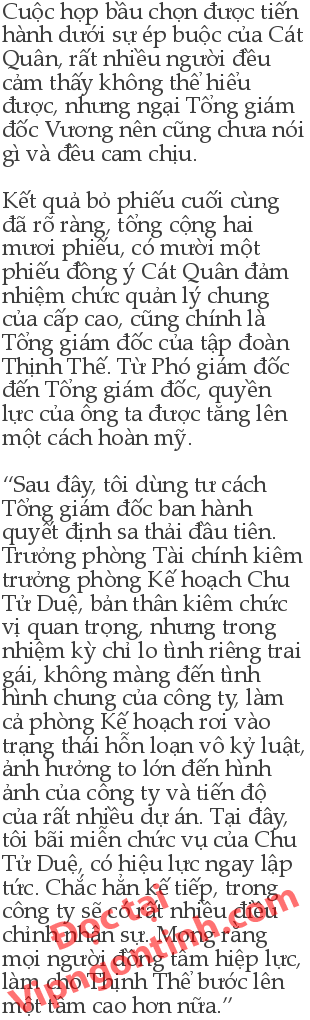 Cuộc họp bầu chọn được tiến
hành dưới sự ép buộc của Cát
Quân, rất nhiều người đều
cảm thấy không thể hiểu
được, nhưng ngại Tổng giám
đốc Vương nên cũng chưa nói
gì và đều cam chịu.
Kết quả bỏ phiếu cuối cùng
đã rõ ràng, tổng cộng hai
mươi phiếu, có mười một
phiếu đồng ý Cát Quân đảm
nhiệm chức quản lý chung
của cấp cao, cũng chính là
Tổng giám đốc của tập đoàn
Thịnh Thế. Từ Phó giám đốc
đến Tổng giám đốc, quyền
lực của ông ta được tăng lên
một cách hoàn mỹ.
“Sau đây, tôi dùng tư cách
Tổng giám đốc ban hành
quyết định sa thải đầu tiên.
Trưởng phòng Tài chính kiêm
trưởng phòng Kế hoạch Chu
Tử Duệ, bản thân kiêm chức
vị quan trọng, nhưng trong
nhiệm kỳ chỉ lo tình riêng trai
gái, không màng đến tình
hình chung của công ty, làm
cả phòng Kế hoạch rơi vào
trạng thái hỗn loạn vô kỷ luật,
ảnh hưởng to lớn đến hình
ảnh của công ty và tiến độ
của rất nhiều dự án. Tại đây,
tôi bãi miễn chức vụ của Chu
Tử Duệ, có hiệu lực ngay lập
tức. Chắc hẳn kế tiếp, trong
công ty sẽ có rất nhiều điều
chỉnh nhân sự. Mong rằng
mọi người đồng tâm hiệp lực,
làm cho Thịnh Thế bước lên
một tầm cao hơn nữa.”
Đọc tại
Vipngontinh.com